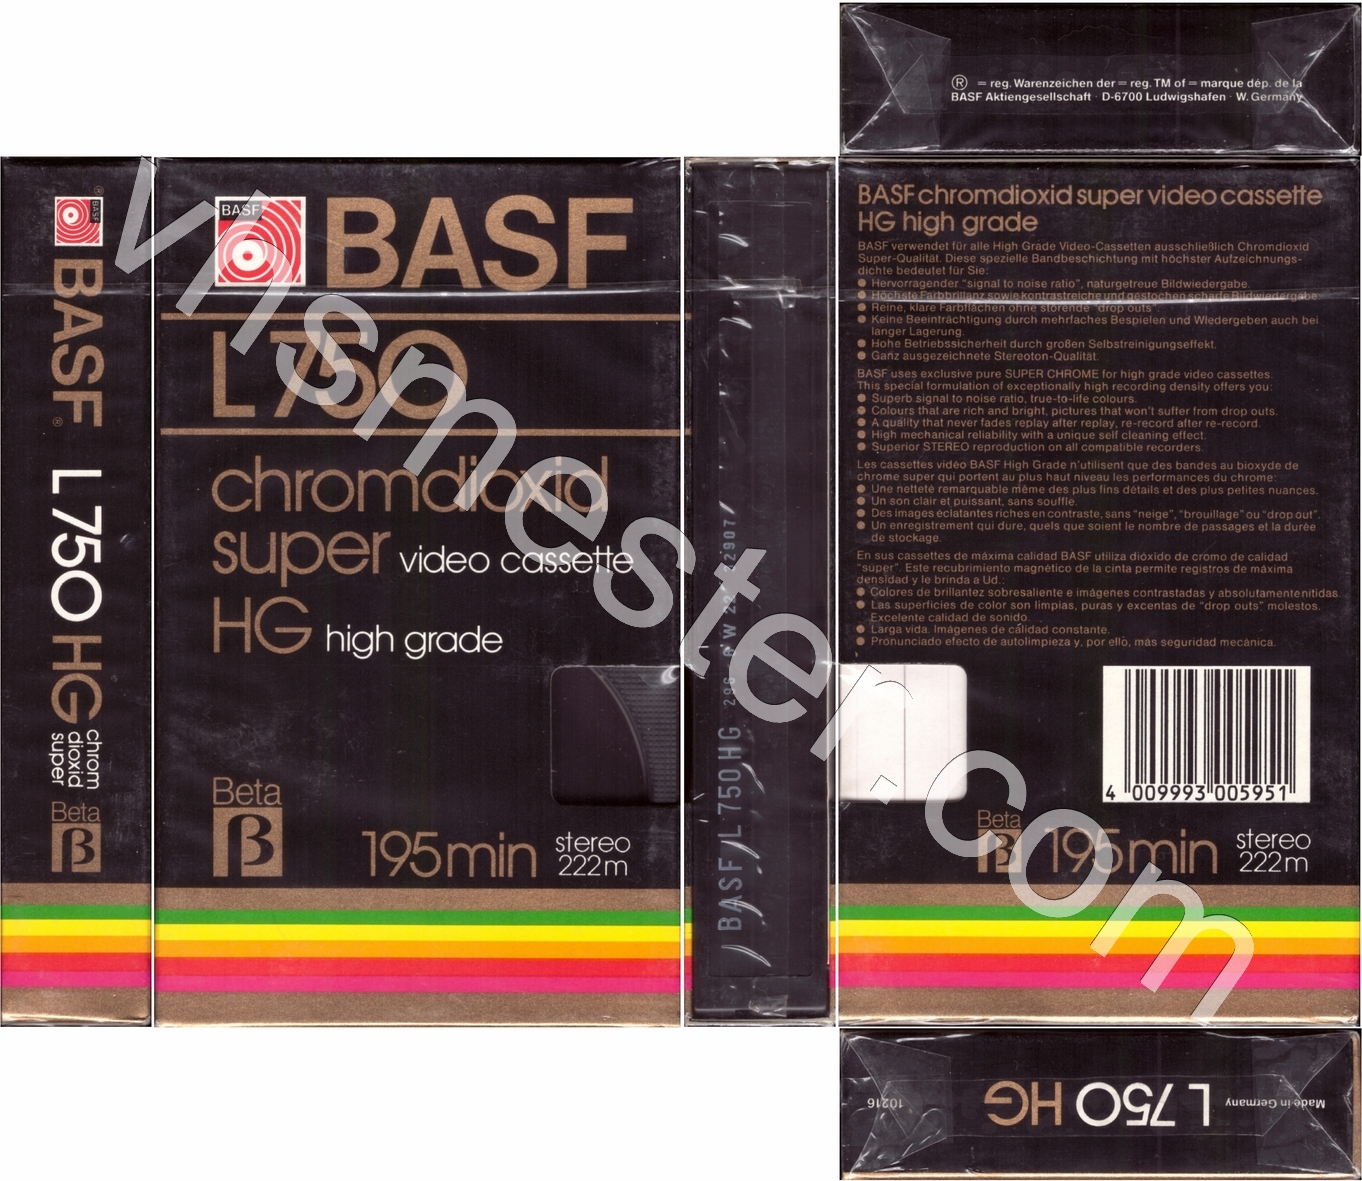 ® = reg. Warenzeichen der = reg. TM of = marque dép. de la
BASF Aktiengesellschaft · D-6700 Ludwigshafen · W. Germany
®
BASF
BASF®
L 750 HG
chrom
dioxid
super
Beta
β
BASF
BASF
L 750
chromdioxid
super video cassette
HG high grade
Beta
β
195min stereo
222m
BASF/L 750 HG
BASF chromdioxid super video cassette
HG high grade
BASF verwendet für alle High Grade Video-Cassetten ausschließlich Chromdioxid
Super-Qualität. Diese spezielle Bandbeschichtung mit höchster Aufzeichnungs-
dichte bedeutet für Sie:
● Hervorragender "signal to noise ratio", naturgetreue Bildwiedergabe.
● Höchste Farbbrillanz sowie kontrastreiche und gestochen scharfe Bildwiedergabe.
● Reine, klare Farbflächen ohne störende "drop outs".
● Keine Beeinträchtigung durch mehrfaches Bespielen und Wiedergeben auch bei
langer Lagerung.
● Hohe Betriebssicherheit durch großen Selbstreinigungseffekt.
● Ganz ausgezeichnete Stereoton-Qualität.
BASF uses exclusive pure SUPER CHROME for high grade video cassettes.
This special formulation of exceptionally high recording density offers you:
● Superb signal to noise ratio, true-to-life colours.
● Colours that are rich and bright, pictures that won't suffer from drop outs.
● A quality that never fades replay after replay, re-record after re-record.
● High mechanical reliability with a unique self cleaning effect.
● Superior STEREO reproduction on all compatible recorders.
Les cassettes vidéo BASF High Grade n'utilisent que des bandes au bioxyde de
chrome super qui portent au plus haut niveau les performances du chrome:
● Une netteté remarquable même des plus fins détails et des plus petites nuances.
● Un son clair et puissant, sans souffle.
● Des images éclatantes riches en contraste, sans "neige", "brouillage" ou "drop out".
● Un enregistrement qui dure, quels que soient le nombre de passages et la durée
de stockage.
En sus cassettes de máxima calidad BASF utiliza dióxido de cromo de calidad
"super". Este recubrimiento magnético de la cinta permite registros de máxima
densidad y le brinda a Ud.:
● Colores de brillantez sobresaliente e imágenes contrastadas y absolutamente nitidas.
● Las superficies de color son limpias, puras y excentas de "drop outs" molestos.
Excelente calidad de sonido.
● Larga vida. Imágenes de calidad constante.
● Pronunciado efecto de autolimpieza y, por ello, más seguridad mecánica.
4 009993 005951
Beta
β
195min stereo
222m
Made in Germany L 750 HG 10216
vhsmester.com